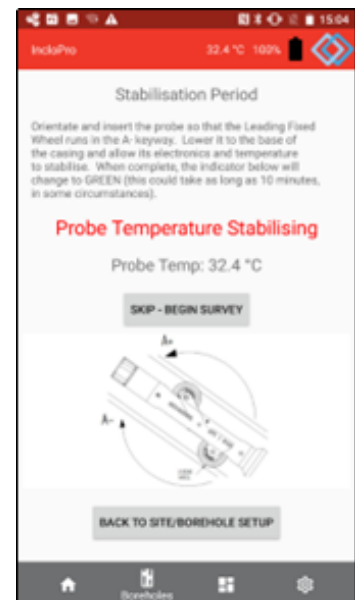 15:04
IncloPro 32.4 °C 100%
Stabilisation Period
Orientate and insert the probe so that the Leading Fixed
Wheel runs in the A- keyway. Lower it to the base of
the casing and allow its electronics and temperature
to stabilise. When complete, the indicator below will
change to GREEN (this could take as long as 10 minutes,
in some circumstances).
Probe Temperature Stabilising
Probe Temp: 32.4 °C
SKIP - BEGIN SURVEY
A+
A-
BACK TO SITE/BOREHOLE SETUP
Boreholes